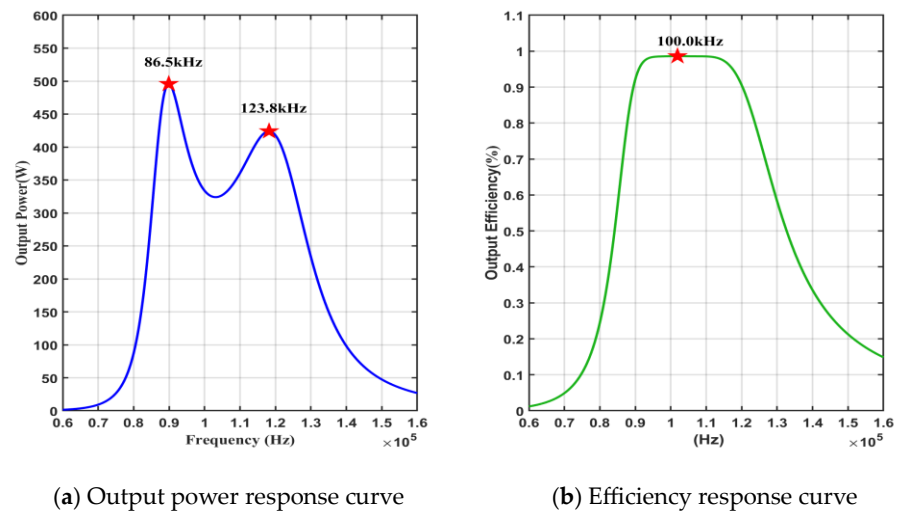 600
550
500
450
400
350
300
250
200
150
100
50
0
Output Power(W)
86.5kHz
123.8kHz
0.6 0.7 0.8 0.9 1 1.1 1.2 1.3 1.4 1.5 1.6
Frequency (Hz)
×10⁵
1.1
1
0.9
0.8
0.7
0.6
0.5
0.4
0.3
0.2
0.1
0
Output Efficiency(%)
100.0kHz
0.6 0.7 0.8 0.9 1 1.1 1.2 1.3 1.4 1.5 1.6
(Hz)
×10⁵
(a) Output power response curve
(b) Efficiency response curve